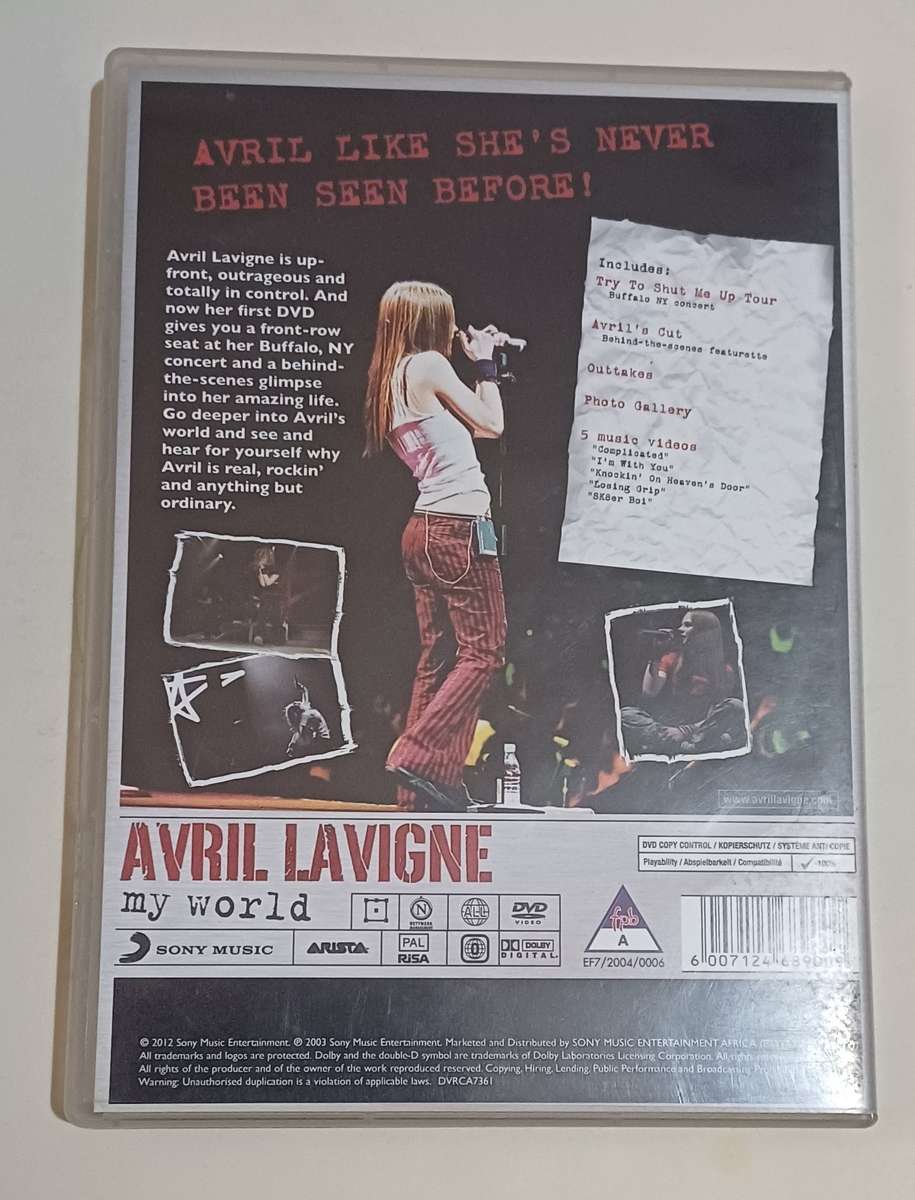 AVRIL LIKE SHE'S NEVER
BEEN SEEN BEFORE!
Avril Lavigne is up-
front, outrageous and
totally in control. And
now her first DVD
gives you a front-row
seat at her Buffalo, NY
concert and a behind-
the-scenes glimpse
into her amazing life.
Go deeper into Avril's
world and see and
hear for yourself why
Avril is real, rockin'
and anything but
ordinary.
Includes:
Try To Shut Me Up Tour
Buffalo NY concert
Avril's Cut
Behind-the-scenes featurette
Outtakes
Photo Gallery
5 music videos
"Complicated"
"I'm With You"
"Knockin' On Heaven's Door"
"Losing Grip"
"SK8er Boi"
www.avrillavigne.com
AVRIL LAVIGNE
my world
DVD COPY CONTROL / KOPIERSCHUTZ / SYSTÈME ANTI COPIE
Playability / Abspielbarkeit / Compatibilité 100%
N NETTWERK MANAGEMENT
ALL
DVD VIDEO
SONY MUSIC
ARISTA
PAL
RiSA
0
DOLBY DIGITAL
fpb
A
EF7/2004/0006
6 007124
© 2012 Sony Music Entertainment. ℗ 2003 Sony Music Entertainment. Marketed and Distributed by SONY MUSIC ENTERTAINMENT AFRICA
All trademarks and logos are protected. Dolby and the double-D symbol are trademarks of Dolby Laboratories Licensing Corporation. All rights
All rights of the producer and of the owner of the work reproduced reserved. Copying, Hiring, Lending, Public Performance and Broadcasting
Warning: Unauthorised duplication is a violation of applicable laws. DVRCA7361